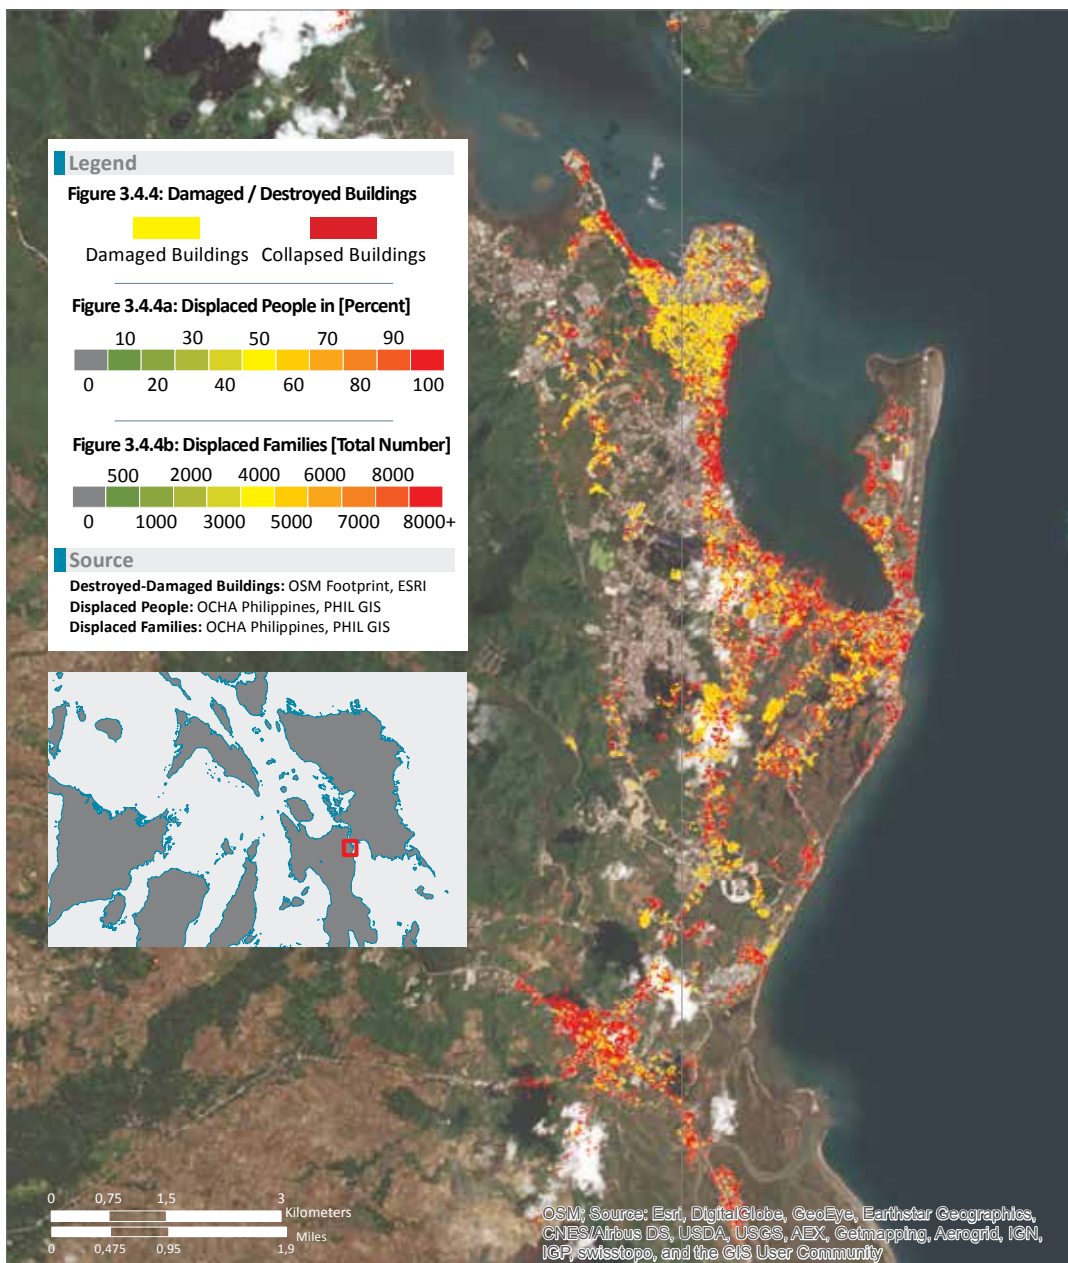 Legend
Figure 3.4.4: Damaged / Destroyed Buildings
Damaged Buildings Collapsed Buildings
Figure 3.4.4a: Displaced People in [Percent]
10 30 50 70 90
0 20 40 60 80 100
Figure 3.4.4b: Displaced Families [Total Number]
500 2000 4000 6000 8000
0 1000 3000 5000 7000 8000+
Source
Destroyed-Damaged Buildings: OSM Footprint, ESRI
Displaced People: OCHA Philippines, PHIL GIS
Displaced Families: OCHA Philippines, PHIL GIS
0 0,75 1,5 3
Kilometers
Miles
0 0,475 0,95 1,9
OSM; Source: Esri, DigitalGlobe, GeoEye, Earthstar Geographics,
CNES/Airbus DS, USDA, USGS, AEX, Getmapping, Aerogrid, IGN,
IGP, swisstopo, and the GIS User Community